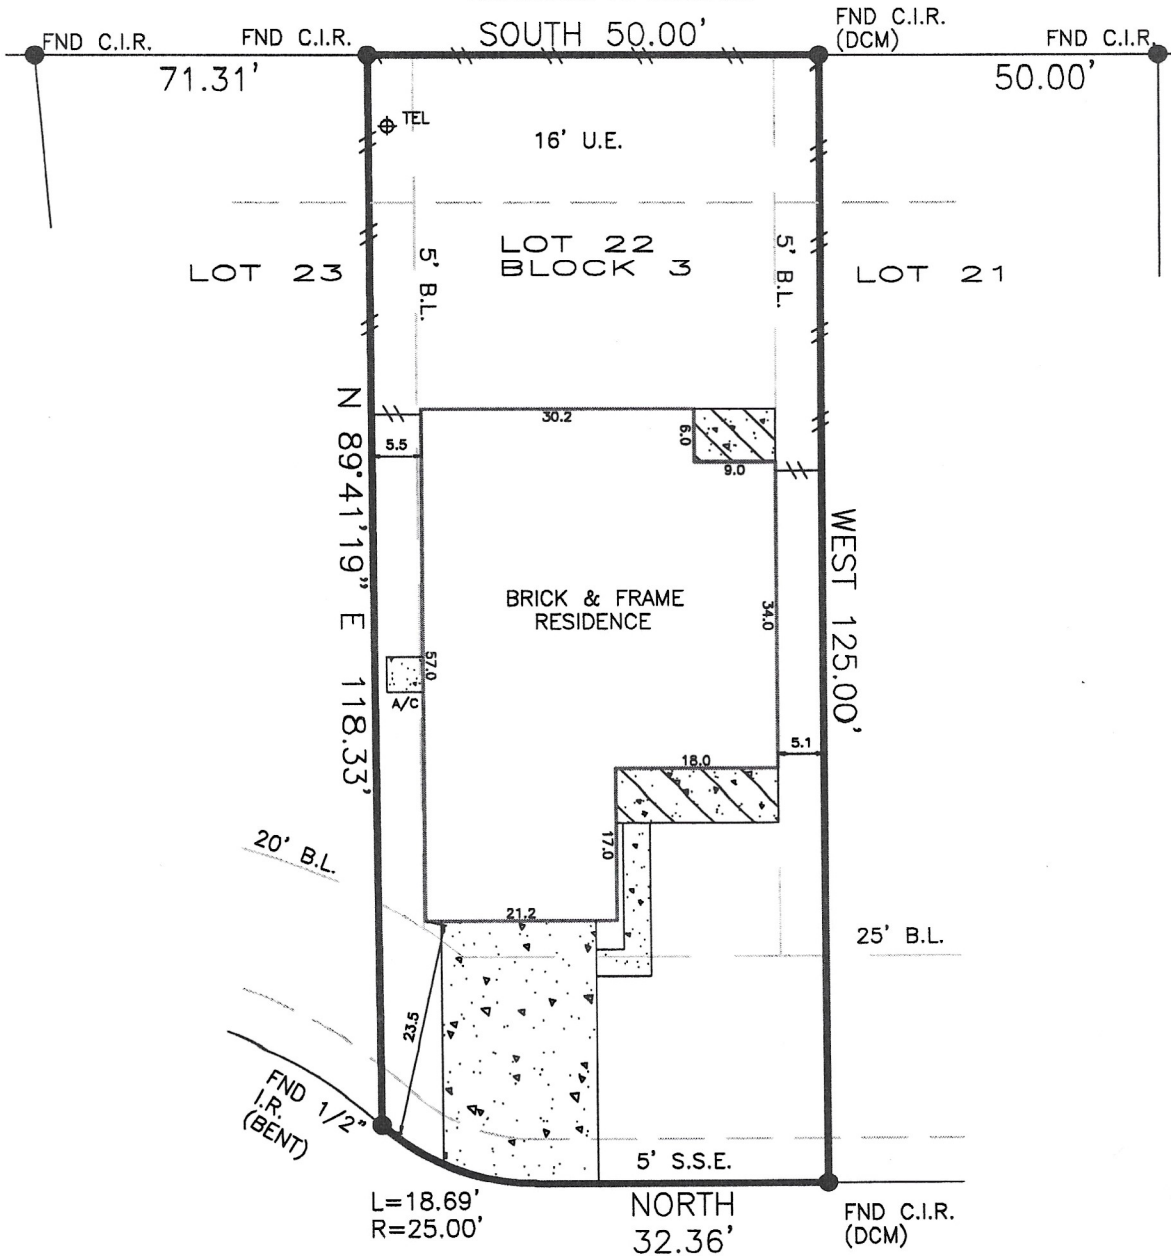 FND C.I.R.
FND C.I.R.
SOUTH 50.00'
FND C.I.R.
(DCM)
FND C.I.R.
71.31'
50.00'
TEL
16' U.E.
LOT 23
5' B.L.
LOT 22
BLOCK 3
5' B.L.
LOT 21
N 89°41'19" E 118.33'
5.5
30.2
6.0
9.0
WEST 125.00'
BRICK & FRAME
RESIDENCE
34.0
57.0
A/C
5.1
18.0
17.0
20' B.L.
21.2
25' B.L.
23.5
FND 1/2"
I.R.
(BENT)
5' S.S.E.
L=18.69'
R=25.00'
NORTH
32.36'
FND C.I.R.
(DCM)